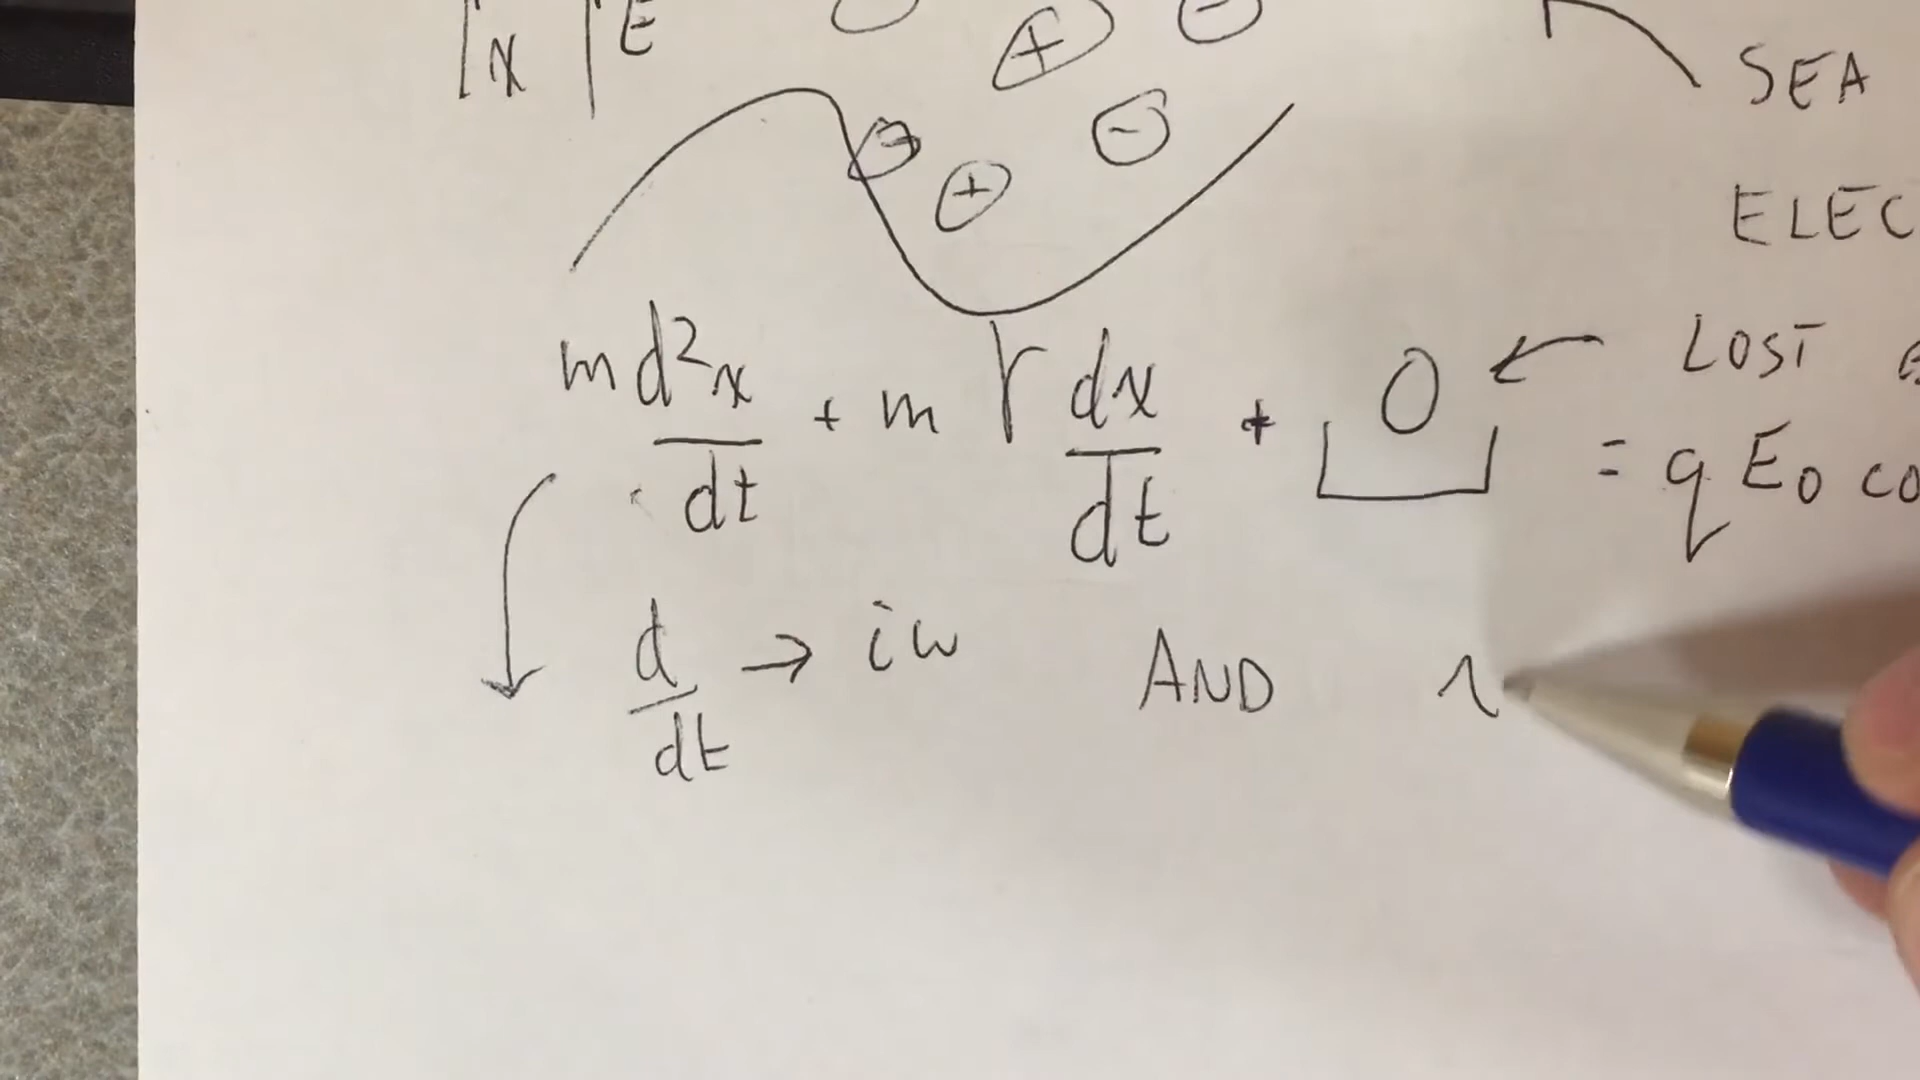 x E
+ -
- - +
SEA
ELEC
m d²x/dt + m Γ dx/dt + 0 ← LOST
= q E₀ co
d/dt → iω AND